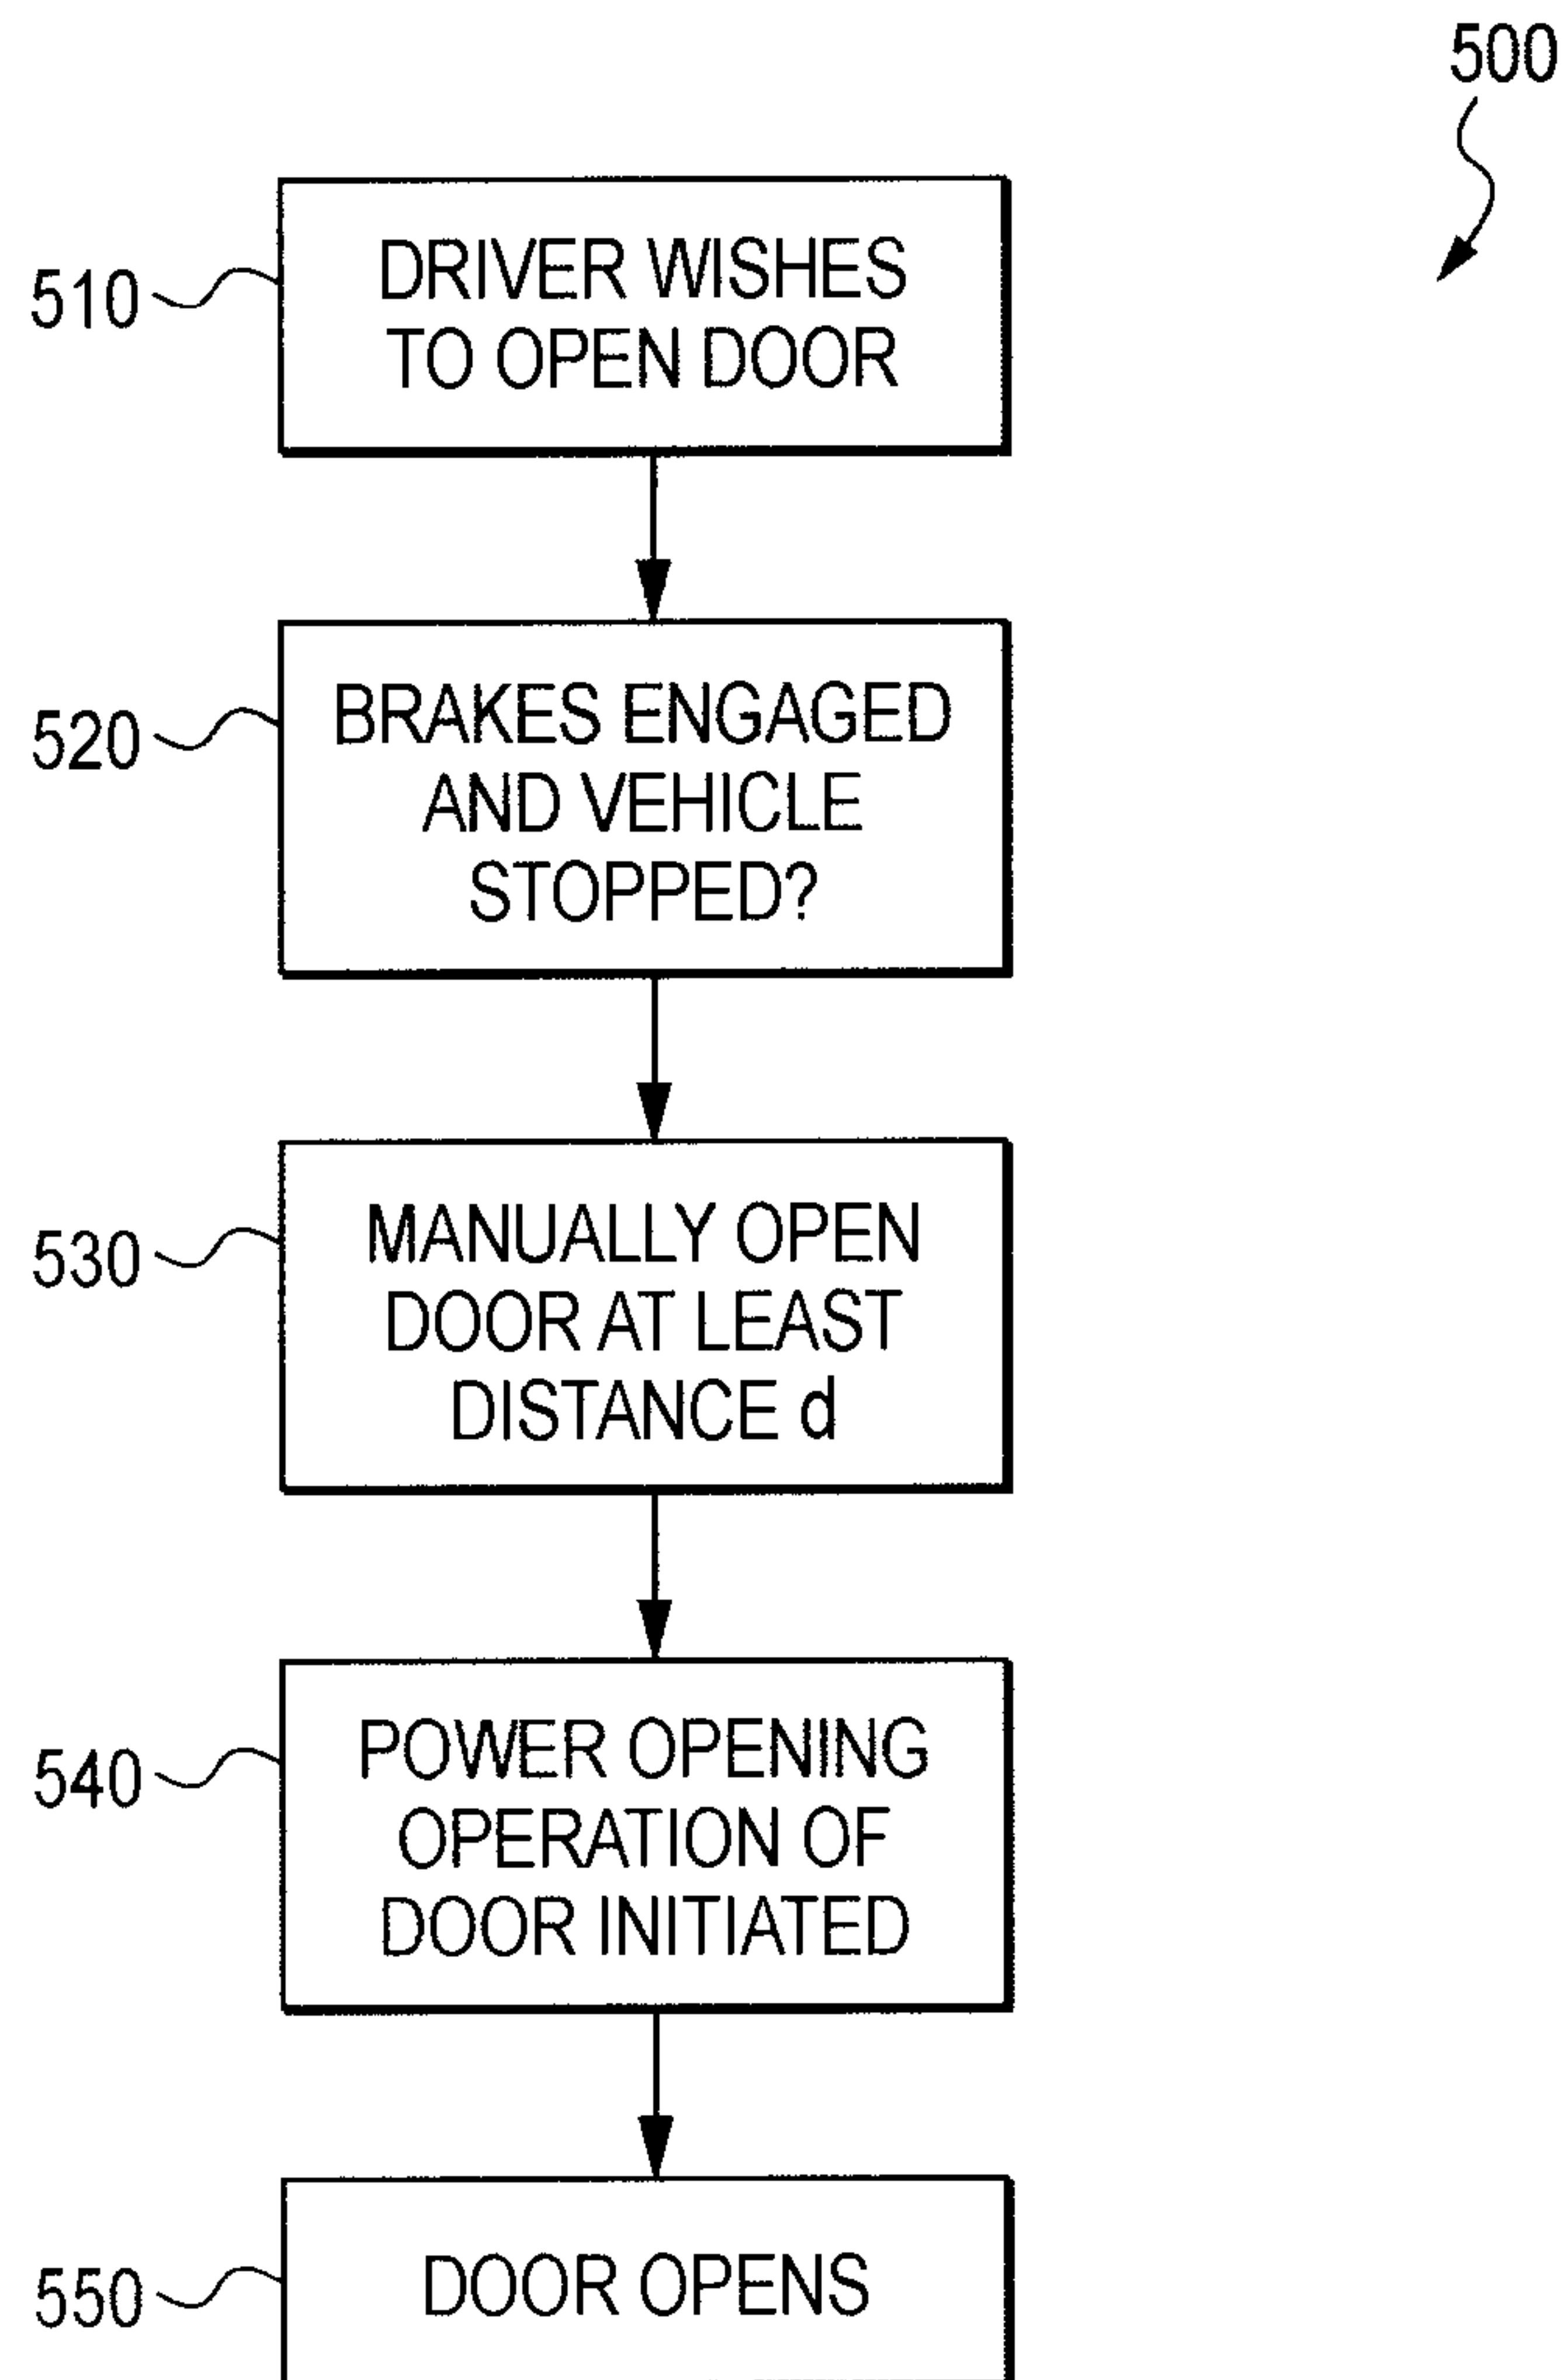 500
510
DRIVER WISHES
TO OPEN DOOR
520
BRAKES ENGAGED
AND VEHICLE
STOPPED?
530
MANUALLY OPEN
DOOR AT LEAST
DISTANCE d
540
POWER OPENING
OPERATION OF
DOOR INITIATED
550
DOOR OPENS